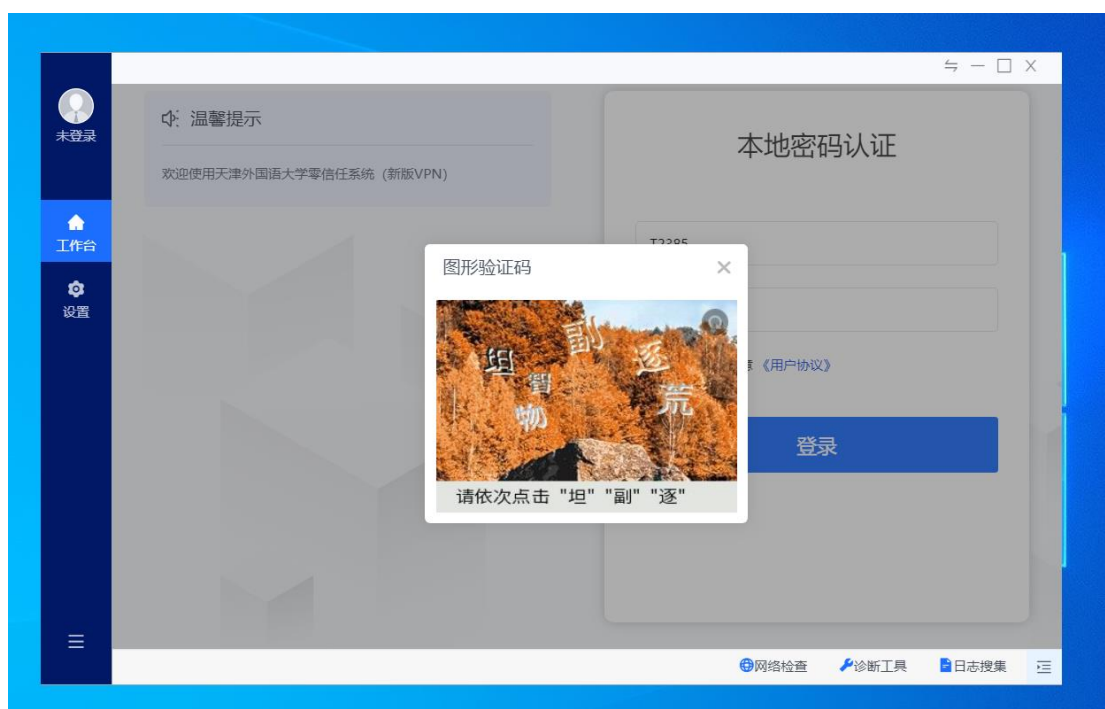 未登录
工作台
设置
温馨提示
欢迎使用天津外国语大学零信任系统（新版VPN）
本地密码认证
T2385
图形验证码
坦
副
逐
智
物
荒
请依次点击 "坦" "副" "逐"
《用户协议》
登录
网络检查
诊断工具
日志搜集